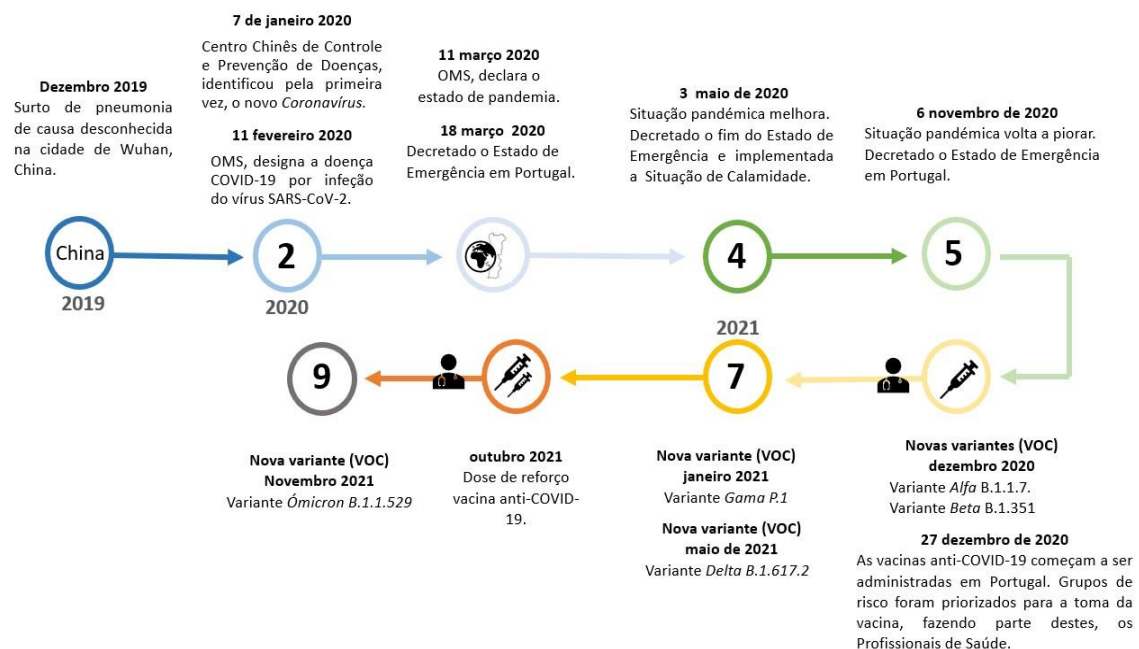 Dezembro 2019
Surto de pneumonia
de causa desconhecida
na cidade de Wuhan,
China.
7 de janeiro 2020
Centro Chinês de Controle
e Prevenção de Doenças,
identificou pela primeira
vez, o novo Coronavírus.
11 fevereiro 2020
OMS, designa a doença
COVID-19 por infeção
do vírus SARS-CoV-2.
11 março 2020
OMS, declara o
estado de pandemia.
18 março 2020
Decretado o Estado de
Emergência em Portugal.
3 maio de 2020
Situação pandémica melhora.
Decretado o fim do Estado de
Emergência e implementada
a Situação de Calamidade.
6 novembro de 2020
Situação pandémica volta a piorar.
Decretado o Estado de Emergência
em Portugal.
China
2
4
5
2019
2020
2021
9
7
Novas variantes (VOC)
dezembro 2020
Variante Alfa B.1.1.7.
Variante Beta B.1.351
27 dezembro de 2020
As vacinas anti-COVID-19 começam a ser
administradas em Portugal. Grupos de
risco foram priorizados para a toma da
vacina, fazendo parte destes, os
Profissionais de Saúde.
Nova variante (VOC)
janeiro 2021
Variante Gama P.1
Nova variante (VOC)
maio de 2021
Variante Delta B.1.617.2
outubro 2021
Dose de reforço
vacina anti-COVID-
19.
Nova variante (VOC)
Novembro 2021
Variante Ómicron B.1.1.529